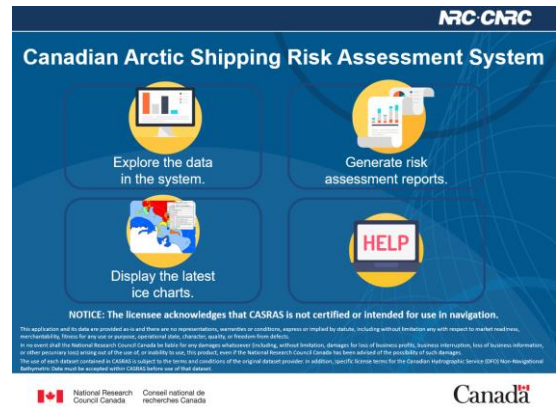 NRC·CNRC
Canadian Arctic Shipping Risk Assessment System
Explore the data
in the system.
Generate risk
assessment reports.
Display the latest
ice charts.
HELP
NOTICE: The licensee acknowledges that CASRAS is not certified or intended for use in navigation.
This application and its data are provided as-is and there are no representations, warranties or conditions, express or implied by statute, including without limitation any with respect to market readiness,
merchantability, fitness for any use or purpose, operational state, character, quality, or freedom from defects.
In no event shall the National Research Council Canada be liable for any damages whatsoever (including, without limitation, damages for loss of business profits, business interruption, loss of business information,
or other pecuniary loss) arising out of the use of, or inability to use, this product, even if the National Research Council Canada has been advised of the possibility of such damages.
The use of each dataset contained in CASRAS is subject to the terms and conditions of the original dataset provider. In addition, specific license terms for the Canadian Hydrographic Service (DFO) Non-Navigational
Bathymetric Data must be accepted within CASRAS before use of that dataset.
National Research Council Canada
Conseil national de recherches Canada
Canada